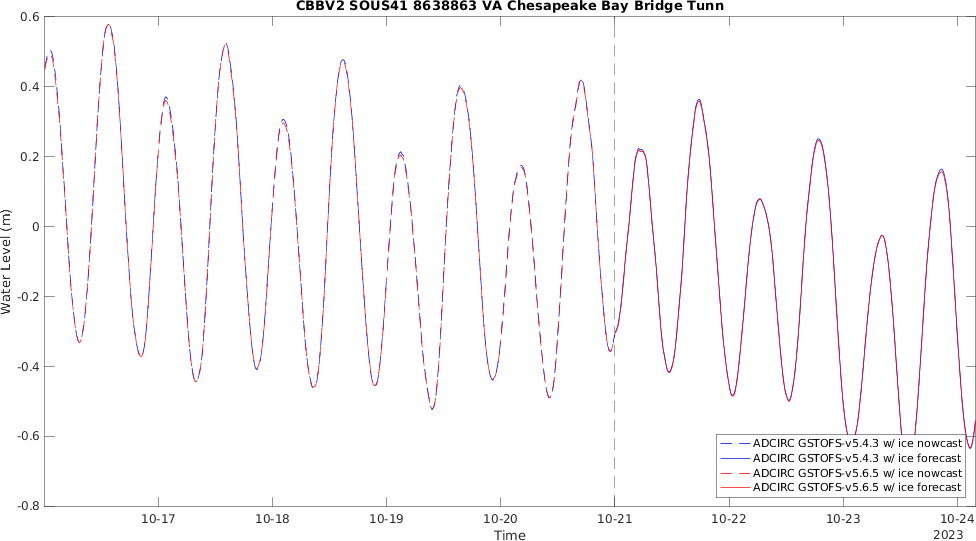 CBBV2 SOUS41 8638863 VA Chesapeake Bay Bridge Tunn
0.6
0.4
0.2
0
-0.2
-0.4
-0.6
-0.8
Water Level (m)
ADCIRC GSTOFS-v5.4.3 w/ ice nowcast
ADCIRC GSTOFS-v5.4.3 w/ ice forecast
ADCIRC GSTOFS-v5.6.5 w/ ice nowcast
ADCIRC GSTOFS-v5.6.5 w/ ice forecast
10-17 10-18 10-19 10-20 10-21 10-22 10-23 10-24
Time
2023